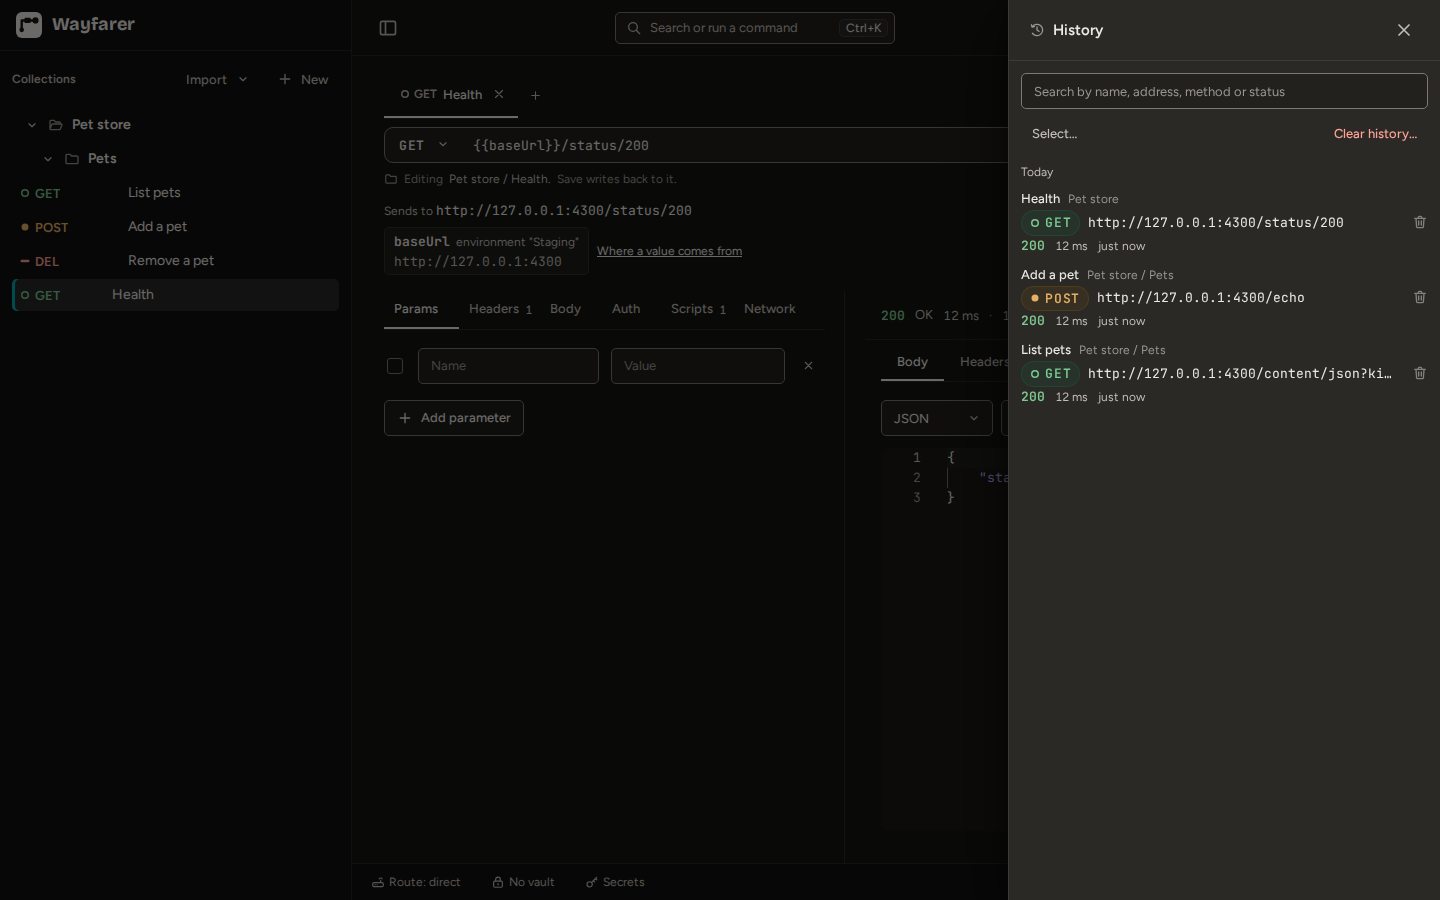 Wayfarer
Collections
Import
New
Pet store
Pets
GET List pets
POST Add a pet
DEL Remove a pet
GET Health
Search or run a command Ctrl+K
GET Health
GET {{baseUrl}}/status/200
Editing Pet store / Health. Save writes back to it.
Sends to http://127.0.0.1:4300/status/200
baseUrl environment "Staging"
http://127.0.0.1:4300
Where a value comes from
Params Headers 1 Body Auth Scripts 1 Network
Name Value
Add parameter
200 OK 12 ms · 1
Body Headers
JSON
1 {
2 "sta
3 }
Route: direct No vault Secrets
History
Search by name, address, method or status
Select... Clear history...
Today
Health Pet store
GET http://127.0.0.1:4300/status/200
200 12 ms just now
Add a pet Pet store / Pets
POST http://127.0.0.1:4300/echo
200 12 ms just now
List pets Pet store / Pets
GET http://127.0.0.1:4300/content/json?ki…
200 12 ms just now